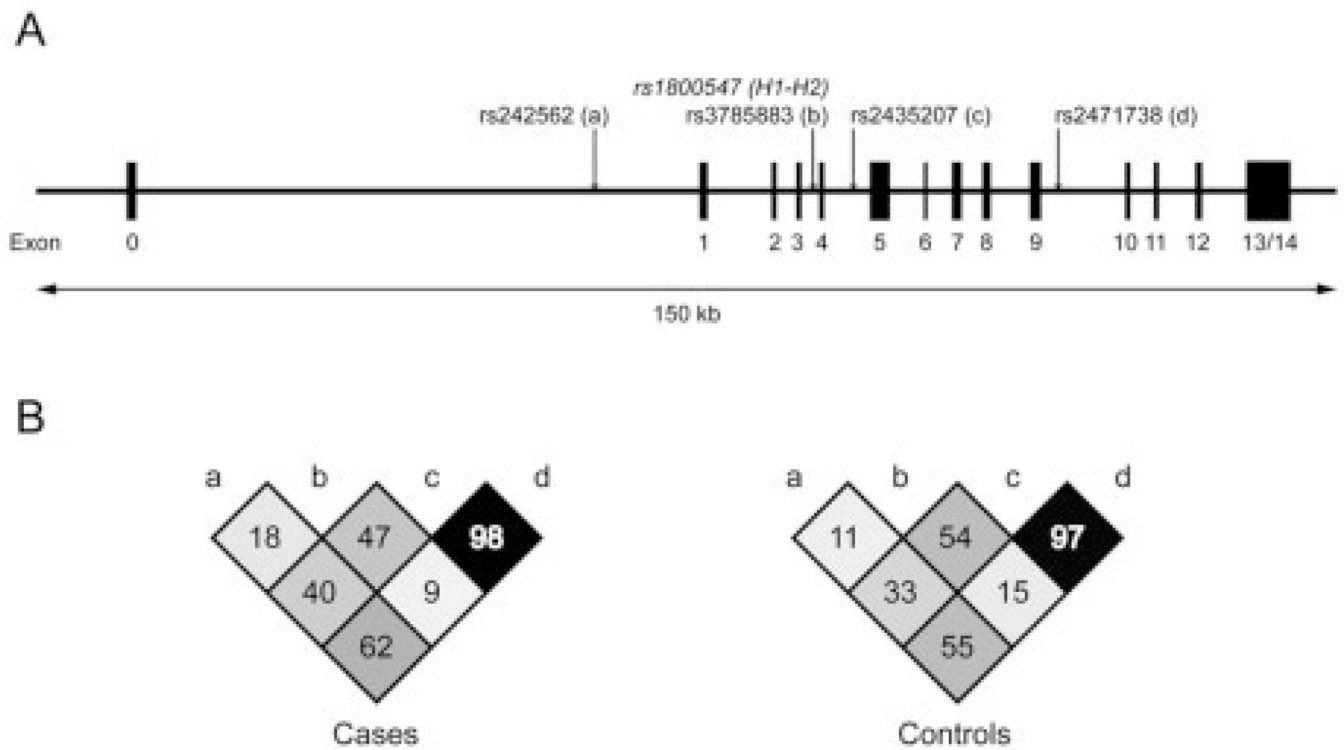 A
rs1800547 (H1-H2)
rs242562 (a) rs3785883 (b) rs2435207 (c) rs2471738 (d)
Exon 0 1 2 3 4 5 6 7 8 9 10 11 12 13/14
150 kb
B
a b c d a b c d
18 47 98 11 54 97
40 9 33 15
62 55
Cases Controls